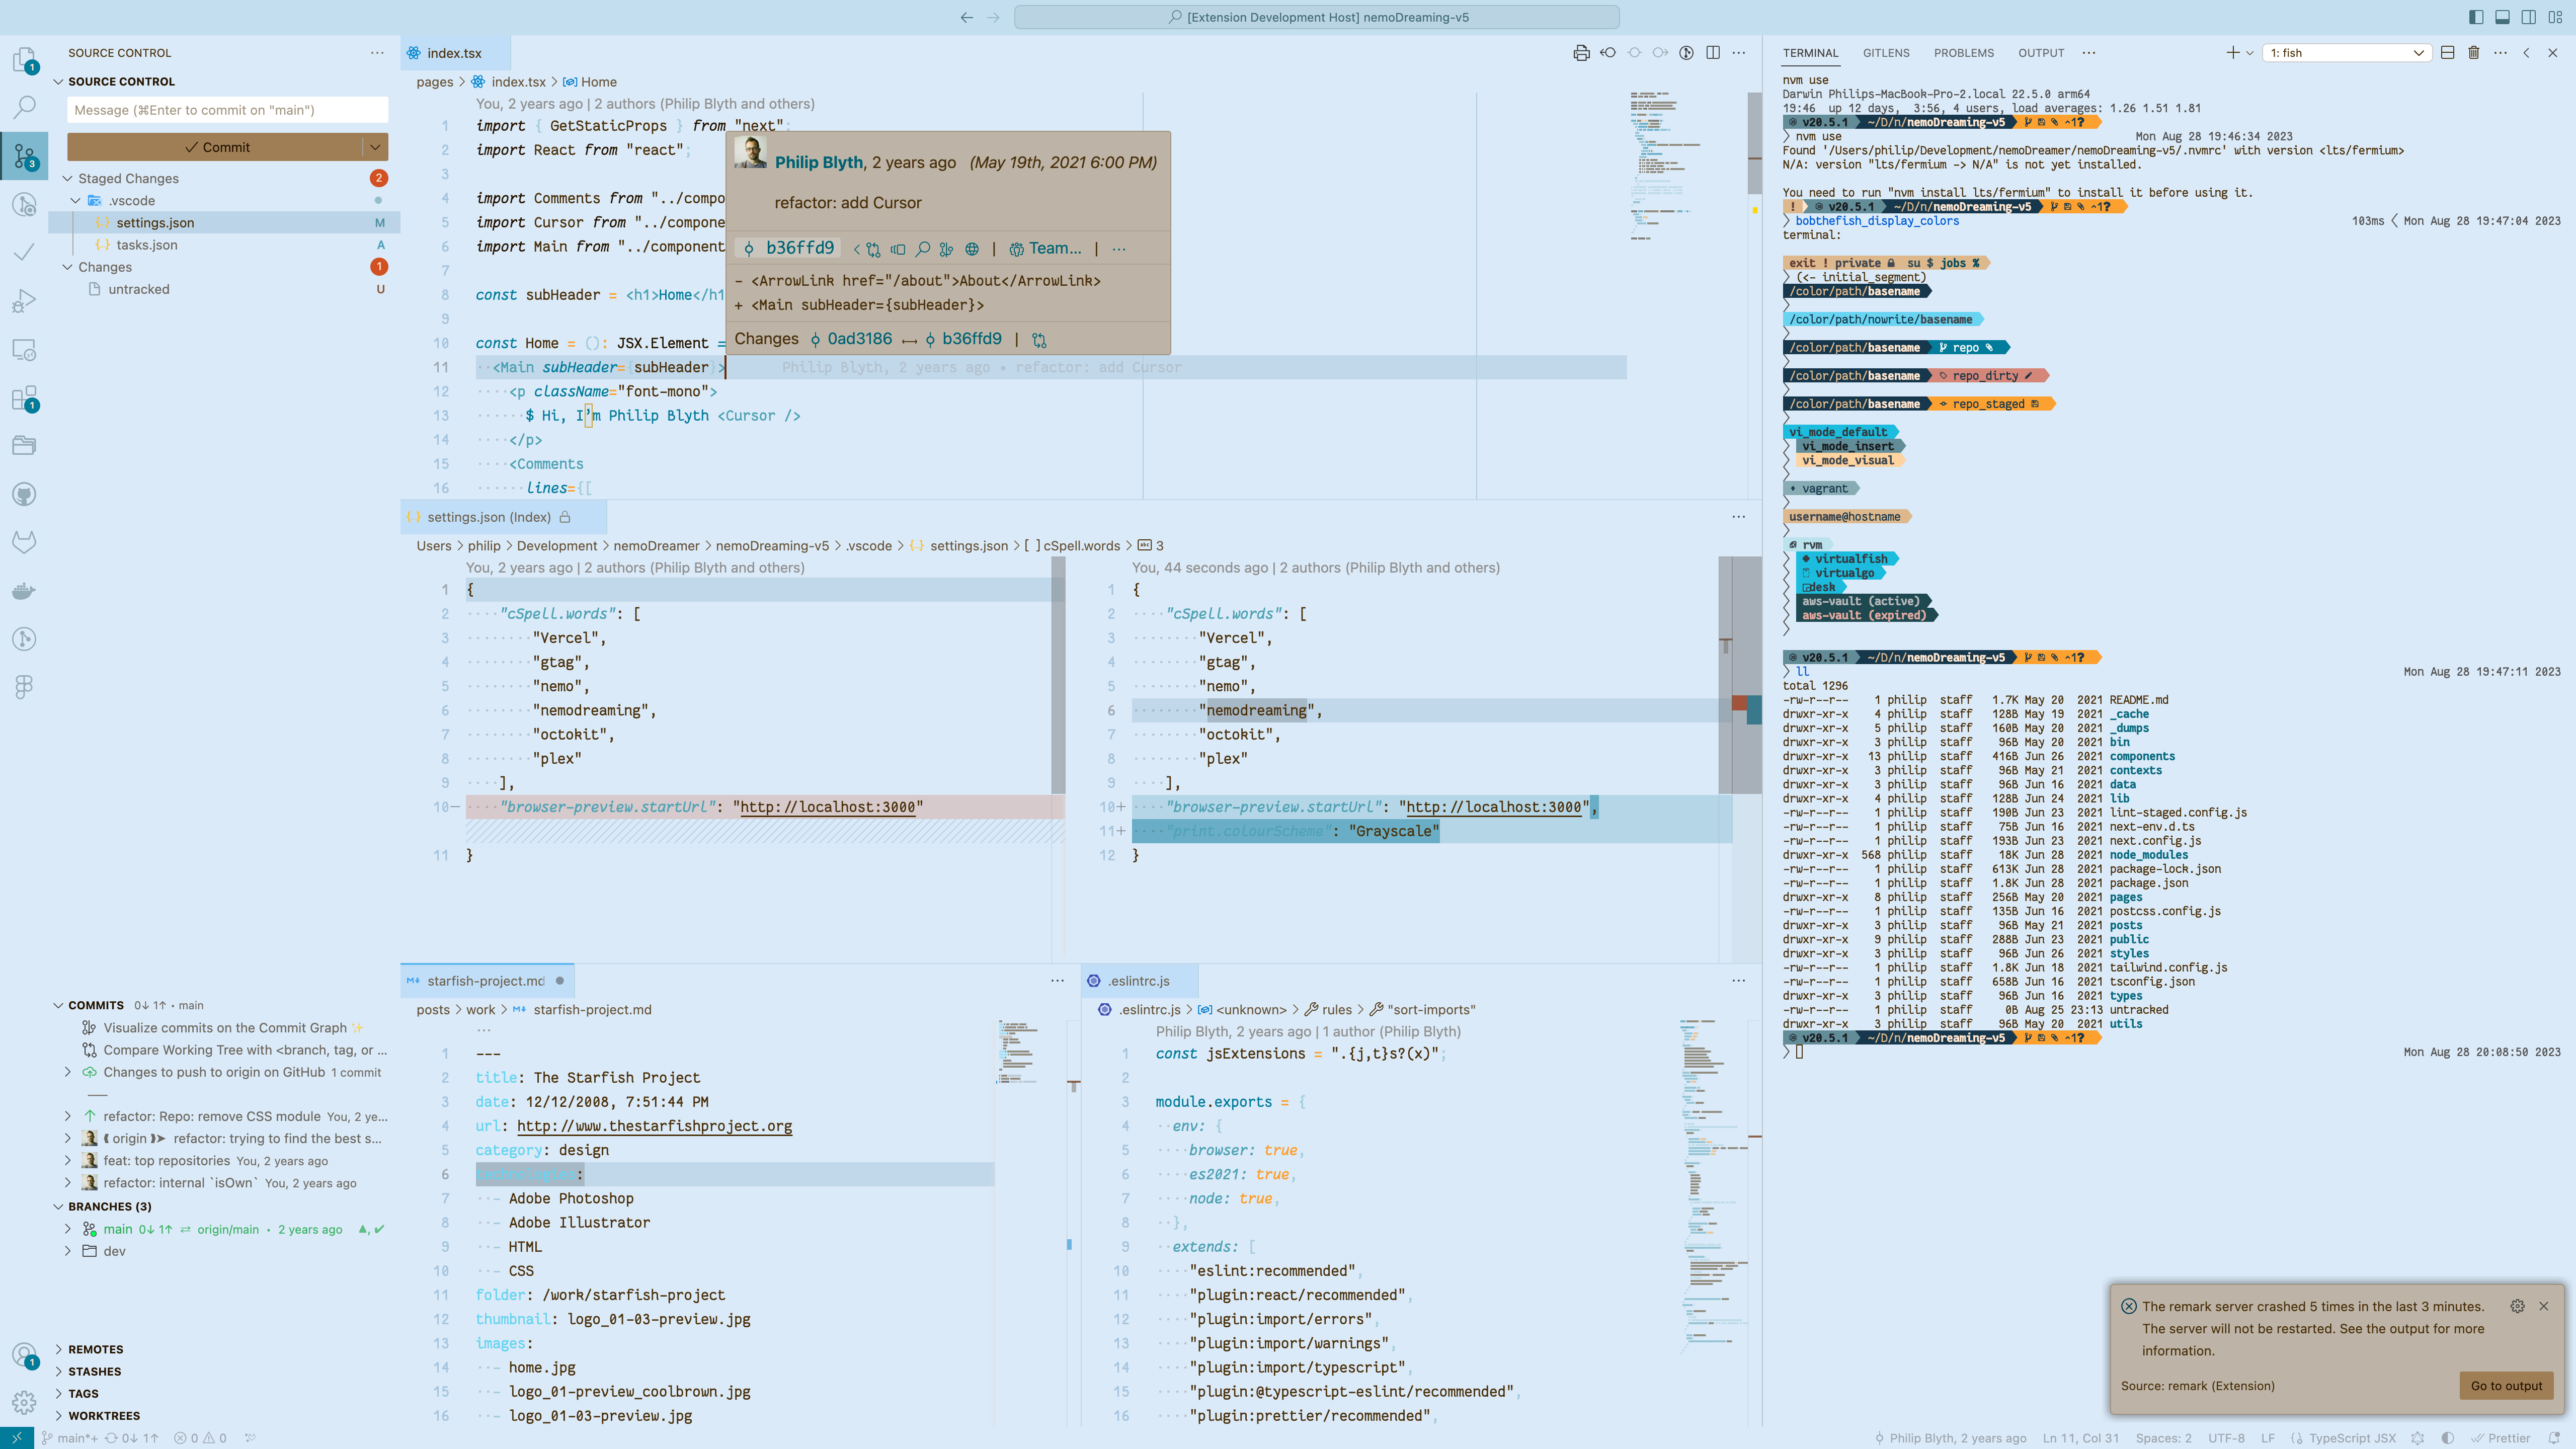 [Extension Development Host] nemoDreaming-v5
SOURCE CONTROL
SOURCE CONTROL
Message (⌘Enter to commit on "main")
Commit
Staged Changes 2
.vscode
settings.json M
tasks.json A
Changes 1
untracked U
COMMITS 0↓ 1↑ • main
Visualize commits on the Commit Graph ✨
Compare Working Tree with <branch, tag, or ...
Changes to push to origin on GitHub 1 commit
refactor: Repo: remove CSS module You, 2 ye...
origin refactor: trying to find the best s...
feat: top repositories You, 2 years ago
refactor: internal `isOwn` You, 2 years ago
BRANCHES (3)
main 0↓ 1↑ ⇄ origin/main • 2 years ago ▲, ✔
dev
REMOTES
STASHES
TAGS
WORKTREES
1
3
1
1
index.tsx
pages > index.tsx > Home
You, 2 years ago | 2 authors (Philip Blyth and others)
1 import { GetStaticProps } from "next";
2 import React from "react";
3
4 import Comments from "../compo
5 import Cursor from "../compone
6 import Main from "../component
7
8 const subHeader = <h1>Home</h1
9
10 const Home = (): JSX.Element =
11 ··<Main subHeader={subHeader}> Philip Blyth, 2 years ago • refactor: add Cursor
12 ····<p className="font-mono">
13 ······$ Hi, I’m Philip Blyth <Cursor />
14 ····</p>
15 ····<Comments
16 ······lines={[
Philip Blyth, 2 years ago (May 19th, 2021 6:00 PM)
refactor: add Cursor
b36ffd9 | Team... | ...
- <ArrowLink href="/about">About</ArrowLink>
+ <Main subHeader={subHeader}>
Changes 0ad3186 ↔ b36ffd9 |
settings.json (Index)
Users > philip > Development > nemoDreamer > nemoDreaming-v5 > .vscode > settings.json > [ ] cSpell.words > 3
You, 2 years ago | 2 authors (Philip Blyth and others)
1 {
2 ····"cSpell.words": [
3 ········"Vercel",
4 ········"gtag",
5 ········"nemo",
6 ········"nemodreaming",
7 ········"octokit",
8 ········"plex"
9 ····],
10− ····"browser-preview.startUrl": "http://localhost:3000"
11 }
You, 44 seconds ago | 2 authors (Philip Blyth and others)
1 {
2 ····"cSpell.words": [
3 ········"Vercel",
4 ········"gtag",
5 ········"nemo",
6 ········"nemodreaming",
7 ········"octokit",
8 ········"plex"
9 ····],
10+ ····"browser-preview.startUrl": "http://localhost:3000",
11+ ····"print.colourScheme": "Grayscale"
12 }
starfish-project.md
posts > work > starfish-project.md
...
1 ---
2 title: The Starfish Project
3 date: 12/12/2008, 7:51:44 PM
4 url: http://www.thestarfishproject.org
5 category: design
6 technologies:
7 ··- Adobe Photoshop
8 ··- Adobe Illustrator
9 ··- HTML
10 ··- CSS
11 folder: /work/starfish-project
12 thumbnail: logo_01-03-preview.jpg
13 images:
14 ··- home.jpg
15 ··- logo_01-preview_coolbrown.jpg
16 ··- logo_01-03-preview.jpg
.eslintrc.js
.eslintrc.js > <unknown> > rules > "sort-imports"
Philip Blyth, 2 years ago | 1 author (Philip Blyth)
1 const jsExtensions = ".{j,t}s?(x)";
2
3 module.exports = {
4 ··env: {
5 ····browser: true,
6 ····es2021: true,
7 ····node: true,
8 ··},
9 ··extends: [
10 ····"eslint:recommended",
11 ····"plugin:react/recommended",
12 ····"plugin:import/errors",
13 ····"plugin:import/warnings",
14 ····"plugin:import/typescript",
15 ····"plugin:@typescript-eslint/recommended",
16 ····"plugin:prettier/recommended",
TERMINAL GITLENS PROBLEMS OUTPUT ... 1: fish
nvm use
Darwin Philips-MacBook-Pro-2.local 22.5.0 arm64
19:46 up 12 days, 3:56, 4 users, load averages: 1.26 1.51 1.81
v20.5.1 ~/D/n/nemoDreaming-v5 ^1?
nvm use Mon Aug 28 19:46:34 2023
Found '/Users/philip/Development/nemoDreamer/nemoDreaming-v5/.nvmrc' with version <lts/fermium>
N/A: version "lts/fermium -> N/A" is not yet installed.
You need to run "nvm install lts/fermium" to install it before using it.
! v20.5.1 ~/D/n/nemoDreaming-v5 ^1?
bobthefish_display_colors 103ms < Mon Aug 28 19:47:04 2023
terminal:
exit ! private su $ jobs %
(<- initial_segment)
/color/path/basename
/color/path/nowrite/basename
/color/path/basename repo
/color/path/basename repo_dirty
/color/path/basename repo_staged
vi_mode_default
vi_mode_insert
vi_mode_visual
vagrant
username@hostname
rvm
virtualfish
virtualgo
desk
aws-vault (active)
aws-vault (expired)
v20.5.1 ~/D/n/nemoDreaming-v5 ^1?
ll Mon Aug 28 19:47:11 2023
total 1296
-rw-r--r-- 1 philip staff 1.7K May 20 2021 README.md
drwxr-xr-x 4 philip staff 128B May 19 2021 _cache
drwxr-xr-x 5 philip staff 160B May 20 2021 _dumps
drwxr-xr-x 3 philip staff 96B May 20 2021 bin
drwxr-xr-x 13 philip staff 416B Jun 26 2021 components
drwxr-xr-x 3 philip staff 96B May 21 2021 contexts
drwxr-xr-x 3 philip staff 96B Jun 16 2021 data
drwxr-xr-x 4 philip staff 128B Jun 24 2021 lib
-rw-r--r-- 1 philip staff 190B Jun 23 2021 lint-staged.config.js
-rw-r--r-- 1 philip staff 75B Jun 16 2021 next-env.d.ts
-rw-r--r-- 1 philip staff 193B Jun 23 2021 next.config.js
drwxr-xr-x 568 philip staff 18K Jun 28 2021 node_modules
-rw-r--r-- 1 philip staff 613K Jun 28 2021 package-lock.json
-rw-r--r-- 1 philip staff 1.8K Jun 28 2021 package.json
drwxr-xr-x 8 philip staff 256B May 20 2021 pages
-rw-r--r-- 1 philip staff 135B Jun 16 2021 postcss.config.js
drwxr-xr-x 3 philip staff 96B May 21 2021 posts
drwxr-xr-x 9 philip staff 288B Jun 23 2021 public
drwxr-xr-x 3 philip staff 96B Jun 26 2021 styles
-rw-r--r-- 1 philip staff 1.8K Jun 18 2021 tailwind.config.js
-rw-r--r-- 1 philip staff 658B Jun 16 2021 tsconfig.json
drwxr-xr-x 3 philip staff 96B Jun 16 2021 types
-rw-r--r-- 1 philip staff 0B Aug 25 23:13 untracked
drwxr-xr-x 3 philip staff 96B May 20 2021 utils
v20.5.1 ~/D/n/nemoDreaming-v5 ^1?
Mon Aug 28 20:08:50 2023
The remark server crashed 5 times in the last 3 minutes.
The server will not be restarted. See the output for more
information.
Source: remark (Extension) Go to output
main*+ 0↓ 1↑ 0 0
Philip Blyth, 2 years ago Ln 11, Col 31 Spaces: 2 UTF-8 LF TypeScript JSX Prettier